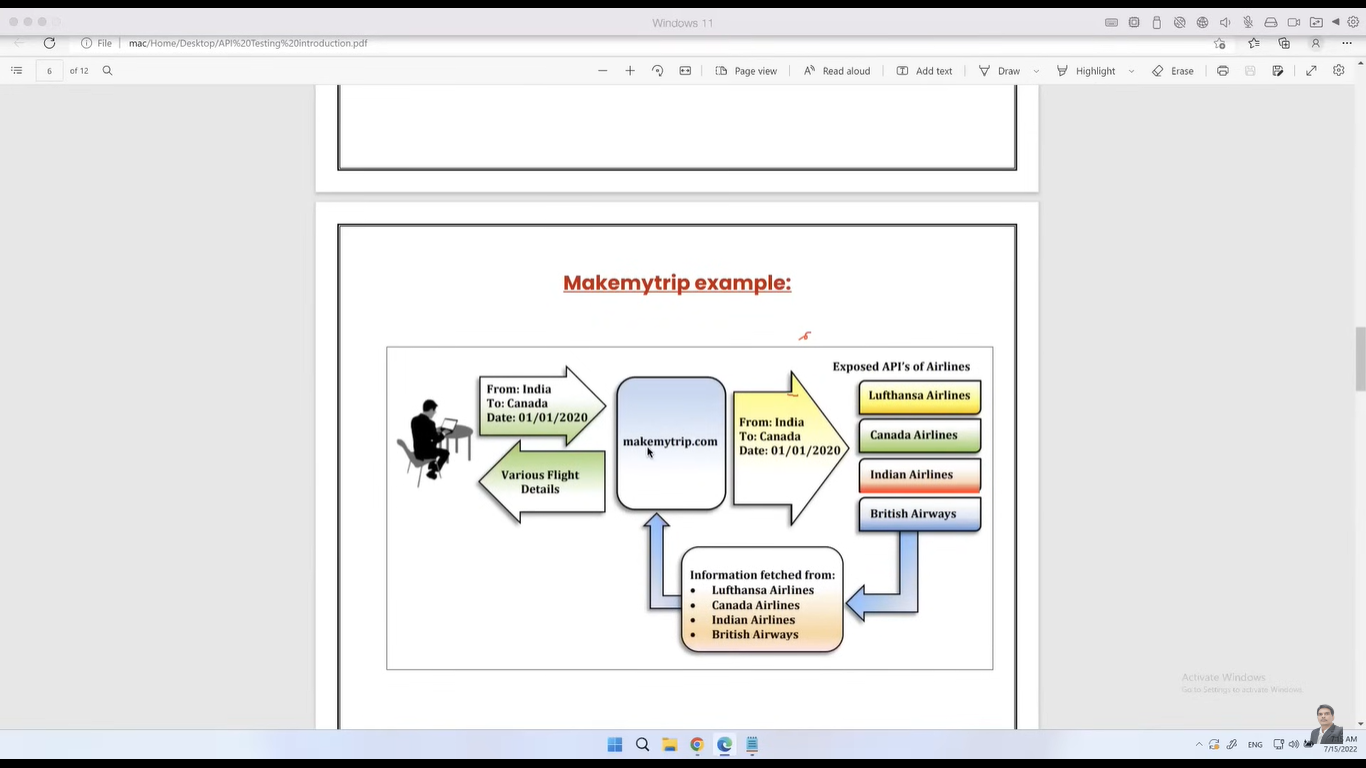 Windows 11
File
mac/Home/Desktop/API%20Testing%20introduction.pdf
6
of 12
Page view
Read aloud
Add text
Draw
Highlight
Erase
Makemytrip example:
Exposed API's of Airlines
From: India
To: Canada
Date: 01/01/2020
Various Flight
Details
makemytrip.com
From: India
To: Canada
Date: 01/01/2020
Lufthansa Airlines
Canada Airlines
Indian Airlines
British Airways
Information fetched from:
• Lufthansa Airlines
• Canada Airlines
• Indian Airlines
• British Airways
Activate Windows
Go to Settings to activate Windows.
ENG
AM
7/15/2022